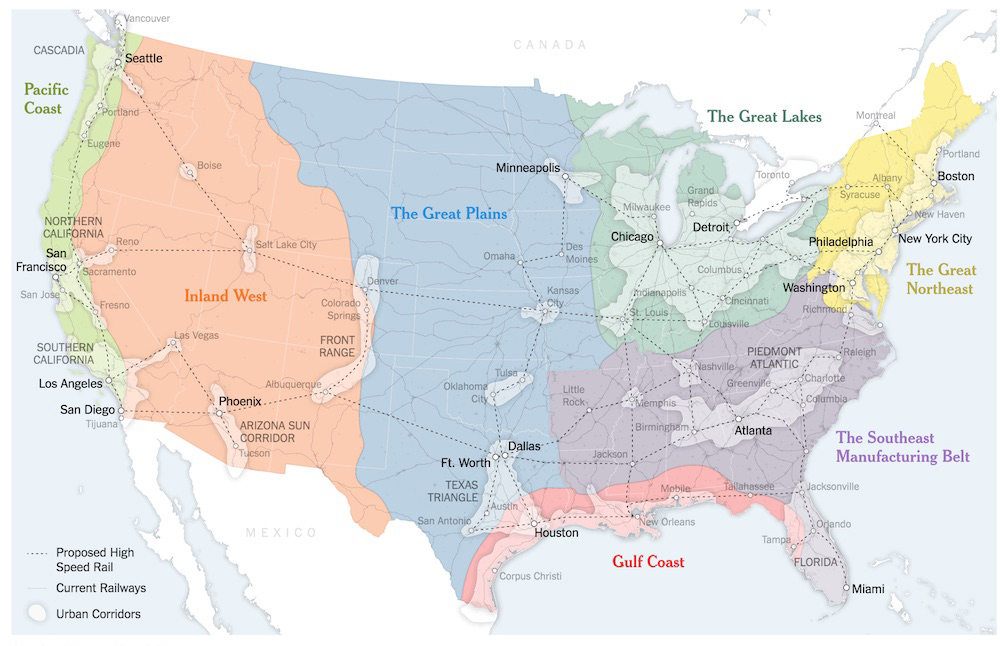 Vancouver
CANADA
CASCADIA
Seattle
Pacific
Coast
Portland
Eugene
Boise
NORTHERN
CALIFORNIA
Reno
Salt Lake City
San
Francisco
Sacramento
San Jose
Fresno
Inland West
Las Vegas
SOUTHERN
CALIFORNIA
Los Angeles
San Diego
Tijuana
Phoenix
ARIZONA SUN
CORRIDOR
Tucson
Albuquerque
Denver
Colorado
Springs
FRONT
RANGE
The Great Plains
Minneapolis
Omaha
Des
Moines
Kansas
City
Tulsa
Oklahoma
City
Dallas
Ft. Worth
TEXAS
TRIANGLE
Austin
San Antonio
Houston
Corpus Christi
MEXICO
The Great Lakes
Milwaukee
Grand
Rapids
Chicago
Detroit
Toronto
Columbus
Indianapolis
Cincinnati
St. Louis
Louisville
Montreal
Portland
Albany
Boston
Syracuse
New Haven
Philadelphia
New York City
Washington
The Great
Northeast
Richmond
PIEDMONT
ATLANTIC
Raleigh
Nashville
Greenville
Charlotte
Little
Rock
Memphis
Columbia
Birmingham
Atlanta
Jackson
The Southeast
Manufacturing Belt
Mobile
Tallahassee
Jacksonville
New Orleans
Gulf Coast
Orlando
Tampa
FLORIDA
Miami
Proposed High
Speed Rail
Current Railways
Urban Corridors